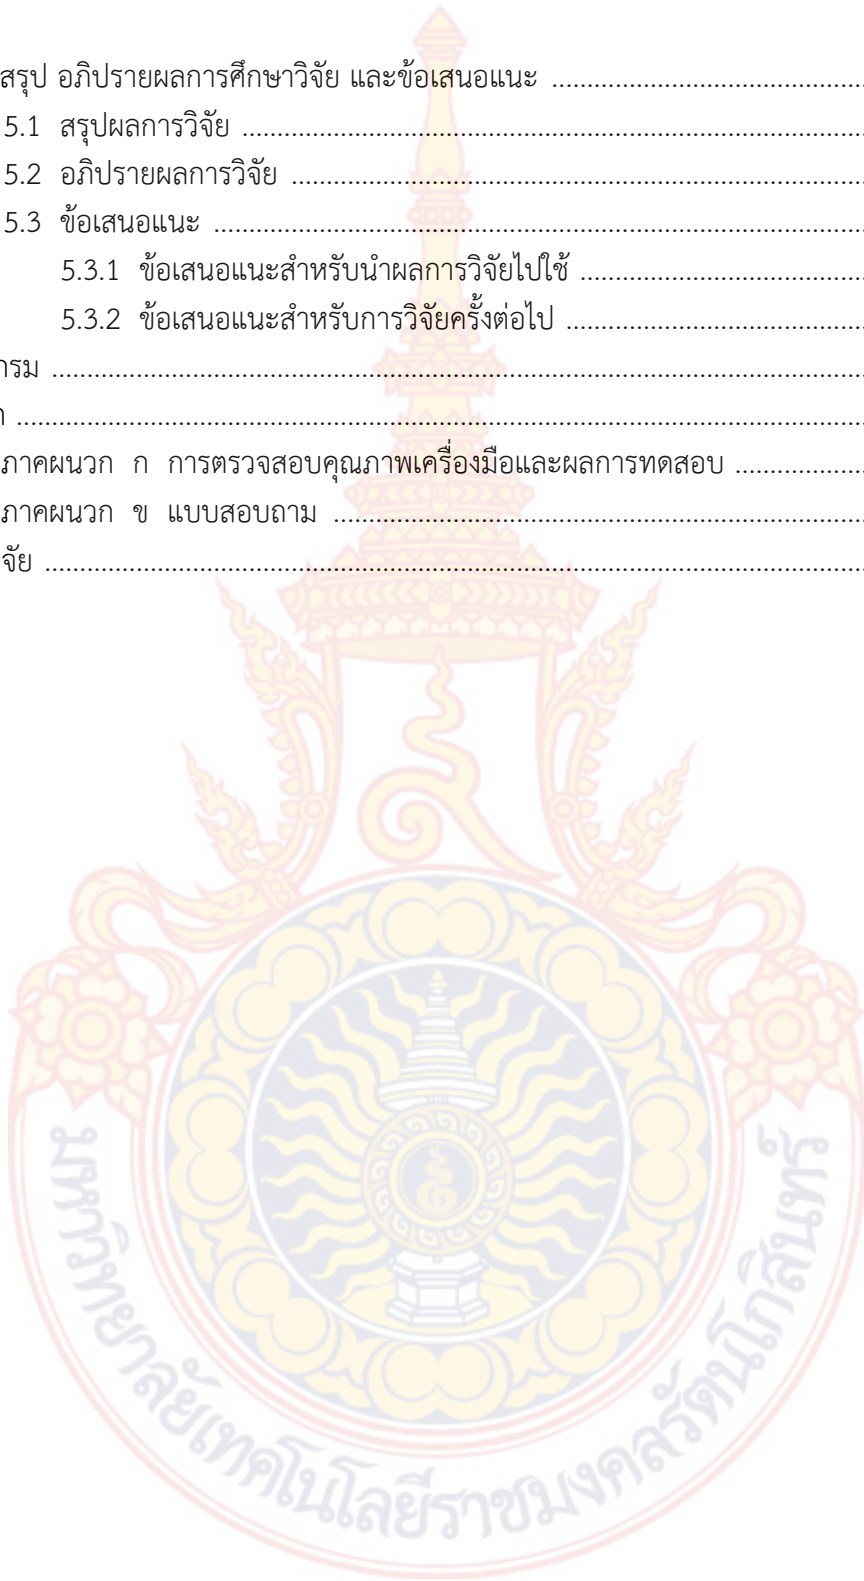 สรุป อภิปรายผลการศึกษาวิจัย และข้อเสนอแนะ ........................................
5.1 สรุปผลการวิจัย ................................................................................
5.2 อภิปรายผลการวิจัย .........................................................................
5.3 ข้อเสนอแนะ ....................................................................................
5.3.1 ข้อเสนอแนะสำหรับนำผลการวิจัยไปใช้ ....................................
5.3.2 ข้อเสนอแนะสำหรับการวิจัยครั้งต่อไป ......................................
กรม ..........................................................................................................
..........................................................................................................
ภาคผนวก ก การตรวจสอบคุณภาพเครื่องมือและผลการทดสอบ .................
ภาคผนวก ข แบบสอบถาม ....................................................................
จัย ..........................................................................................................
มหาวิทยาลัยเทคโนโลยีราชมงคลรัตนโกสินทร์